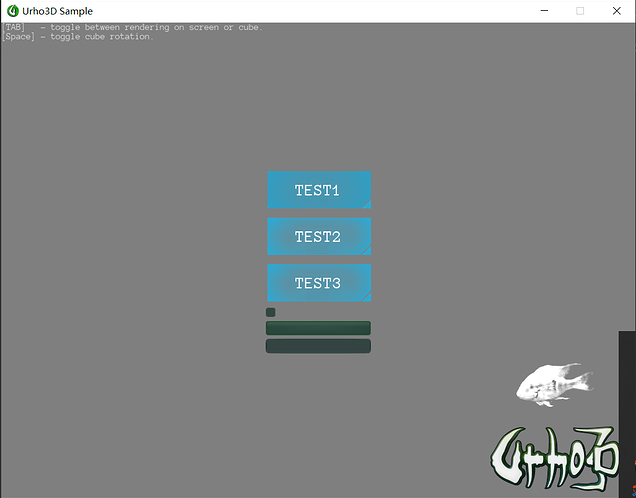 Urho3D Sample
[TAB]   - toggle between rendering on screen or cube.
[Space] - toggle cube rotation.
TEST1
TEST2
TEST3
Urho3D